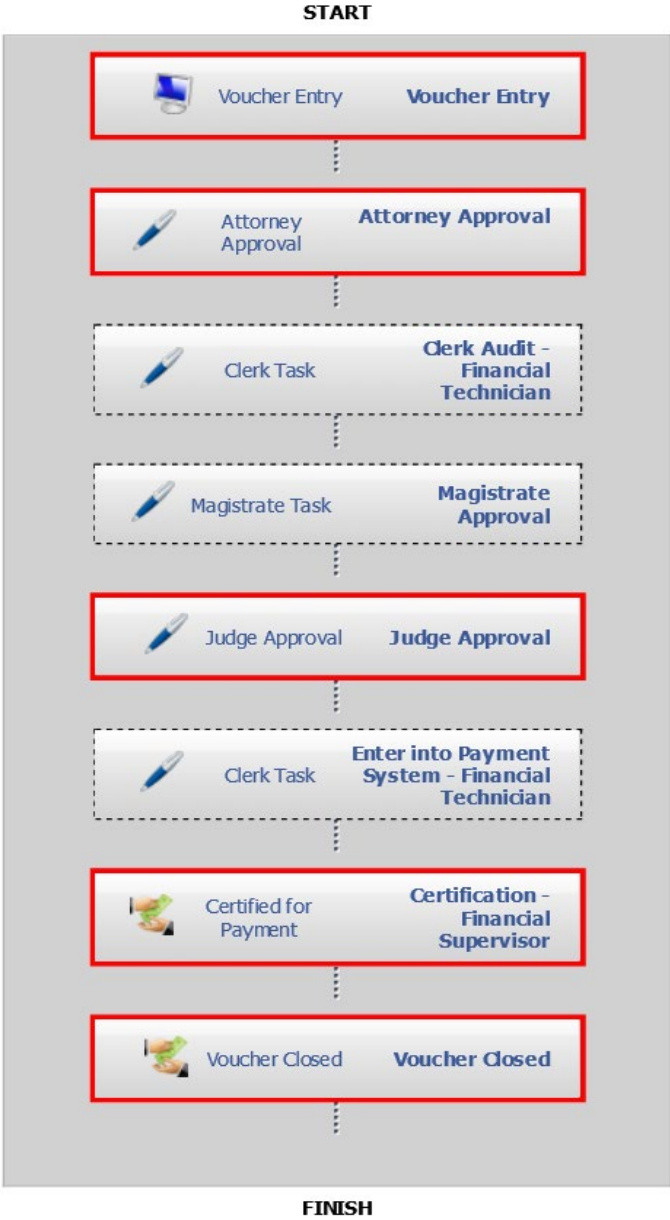 START
Voucher Entry Voucher Entry
Attorney
Approval
Attorney Approval
Clerk Task
Clerk Audit -
Financial
Technician
Magistrate Task
Magistrate
Approval
Judge Approval Judge Approval
Clerk Task
Enter into Payment
System - Financial
Technician
Certified for
Payment
Certification -
Financial
Supervisor
Voucher Closed Voucher Closed
FINISH